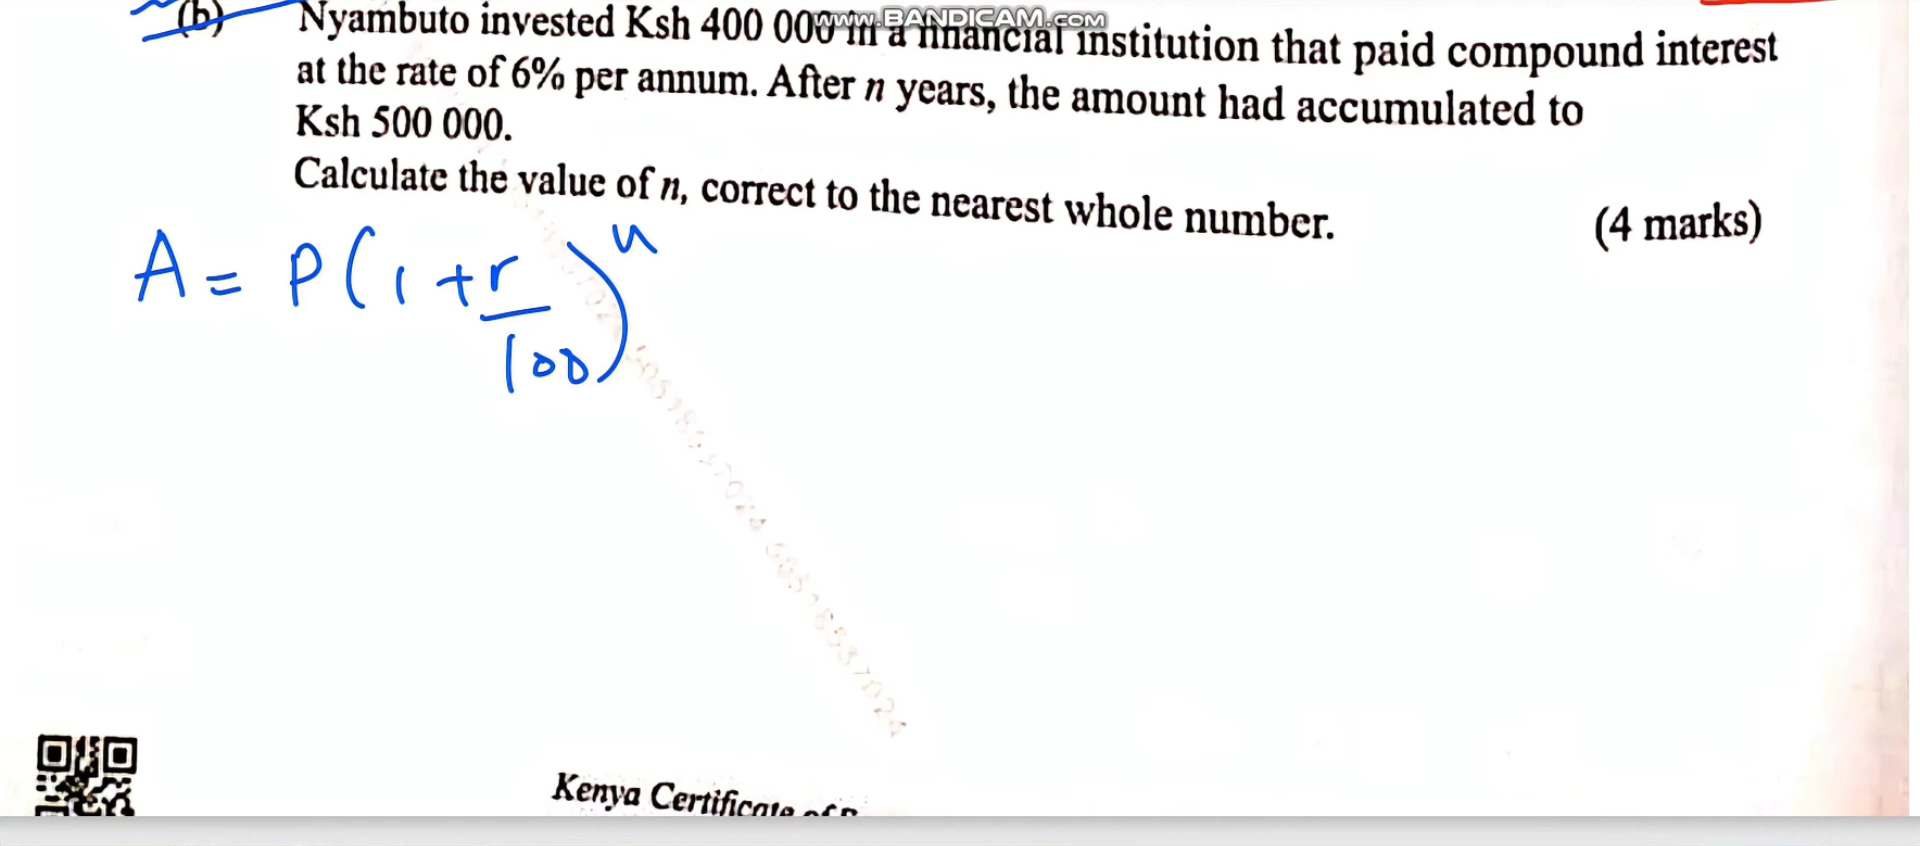 www.BANDICAM.com
(b) Nyambuto invested Ksh 400 000 in a financial institution that paid compound interest
at the rate of 6% per annum. After n years, the amount had accumulated to
Ksh 500 000.
Calculate the value of n, correct to the nearest whole number. (4 marks)
A = P(1 + r/100)^n
Kenya Certificate of